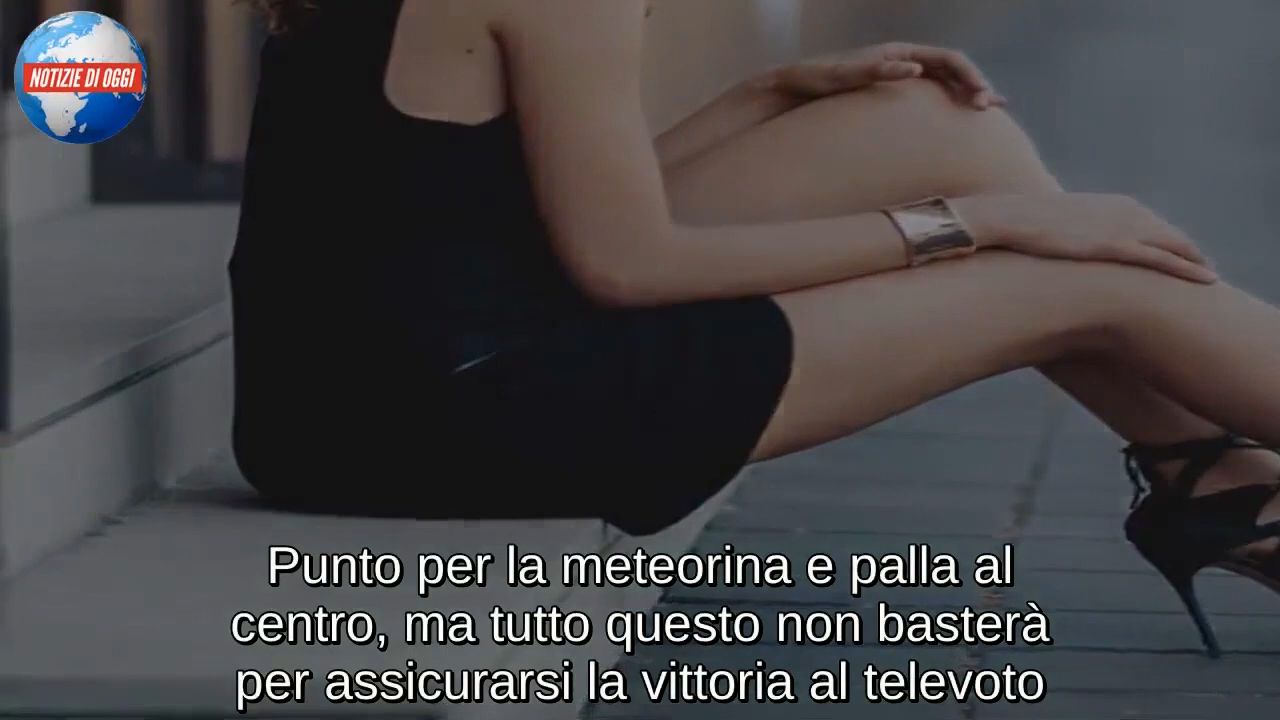 NOTIZIE DI OGGI
Punto per la meteorina e palla al
centro, ma tutto questo non basterà
per assicurarsi la vittoria al televoto